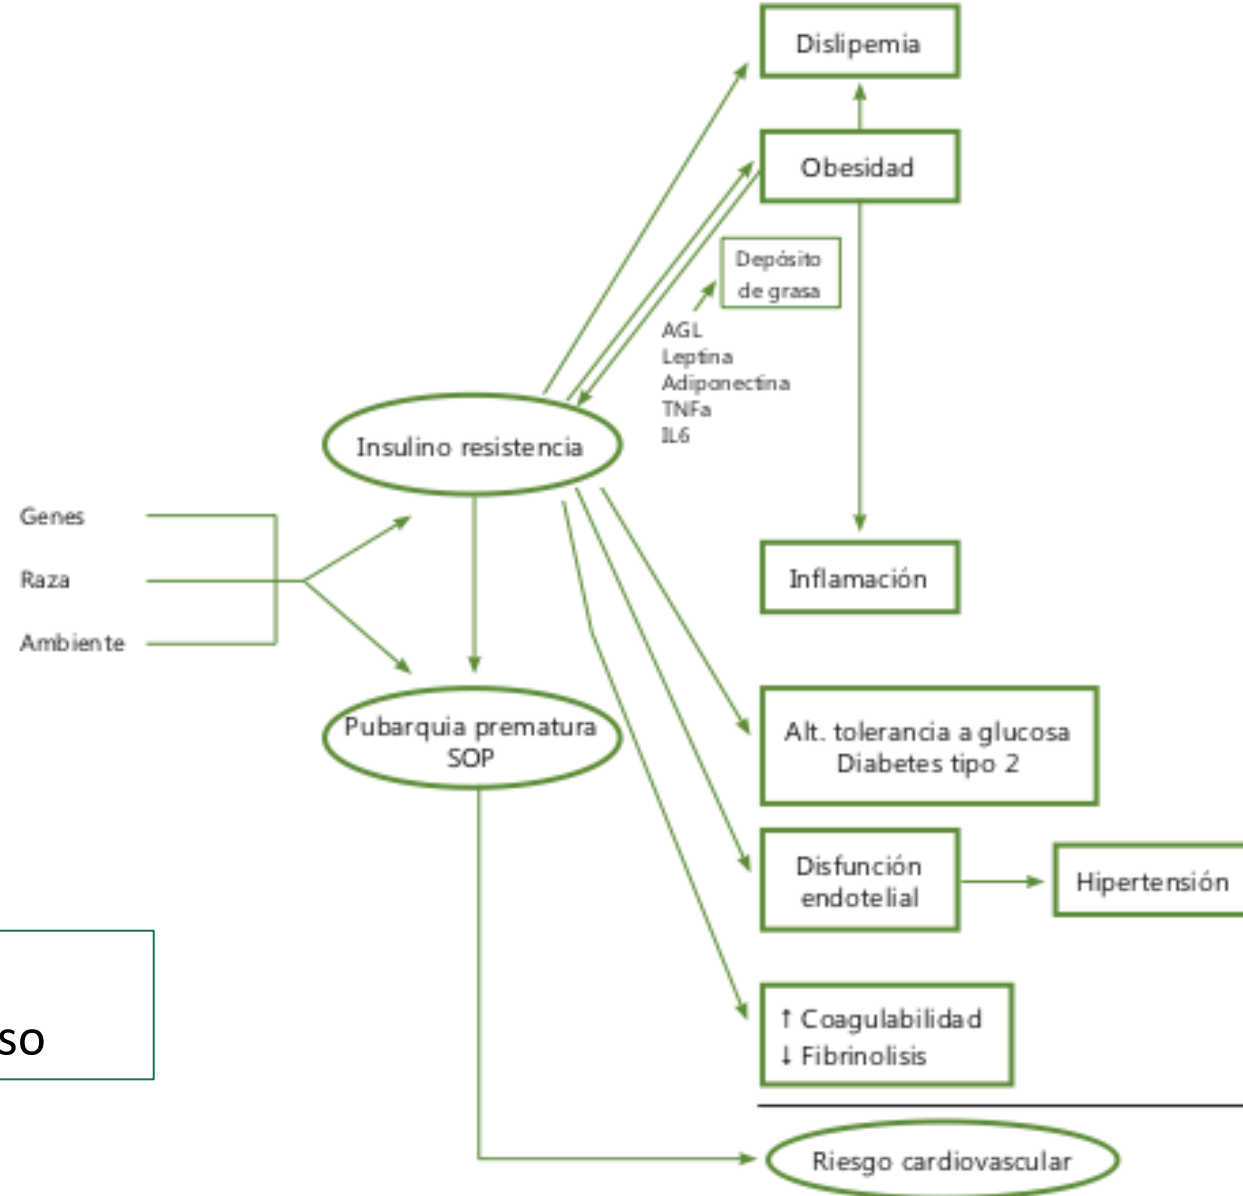 Dislipemia
Obesidad
Depósito
de grasa
AGL
Leptina
Adiponectina
TNFa
IL6
Insulino resistencia
Genes
Raza
Ambiente
Inflamación
Pubarquia prematura
SOP
Alt. tolerancia a glucosa
Diabetes tipo 2
Disfunción
endotelial
Hipertensión
so
↑ Coagulabilidad
↓ Fibrinolisis
Riesgo cardiovascular